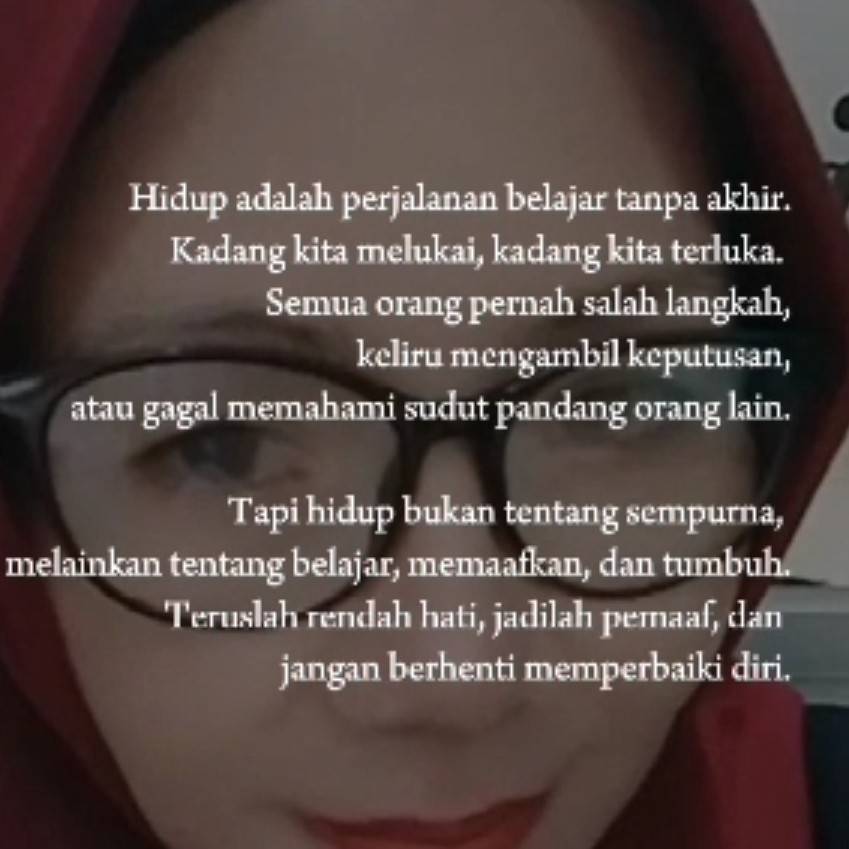 Hidup adalah perjalanan belajar tanpa akhir.
Kadang kita melukai, kadang kita terluka.
Semua orang pernah salah langkah,
keliru mengambil keputusan,
atau gagal memahami sudut pandang orang lain.
Tapi hidup bukan tentang sempurna,
melainkan tentang belajar, memaafkan, dan tumbuh.
Teruslah rendah hati, jadilah pemaaf, dan
jangan berhenti memperbaiki diri.